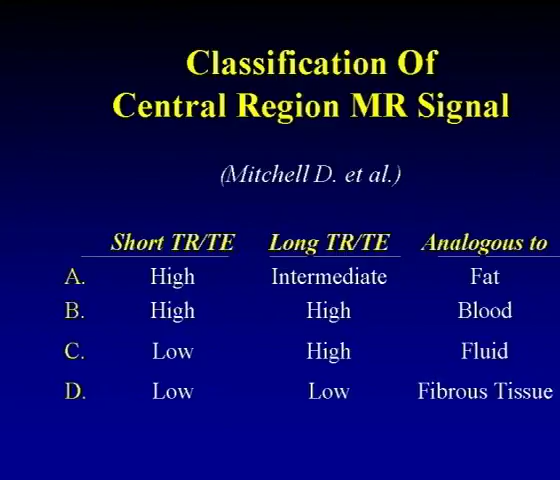 Classification Of
Central Region MR Signal
(Mitchell D. et al.)
Short TR/TE Long TR/TE Analogous to
A. High Intermediate Fat
B. High High Blood
C. Low High Fluid
D. Low Low Fibrous Tissue